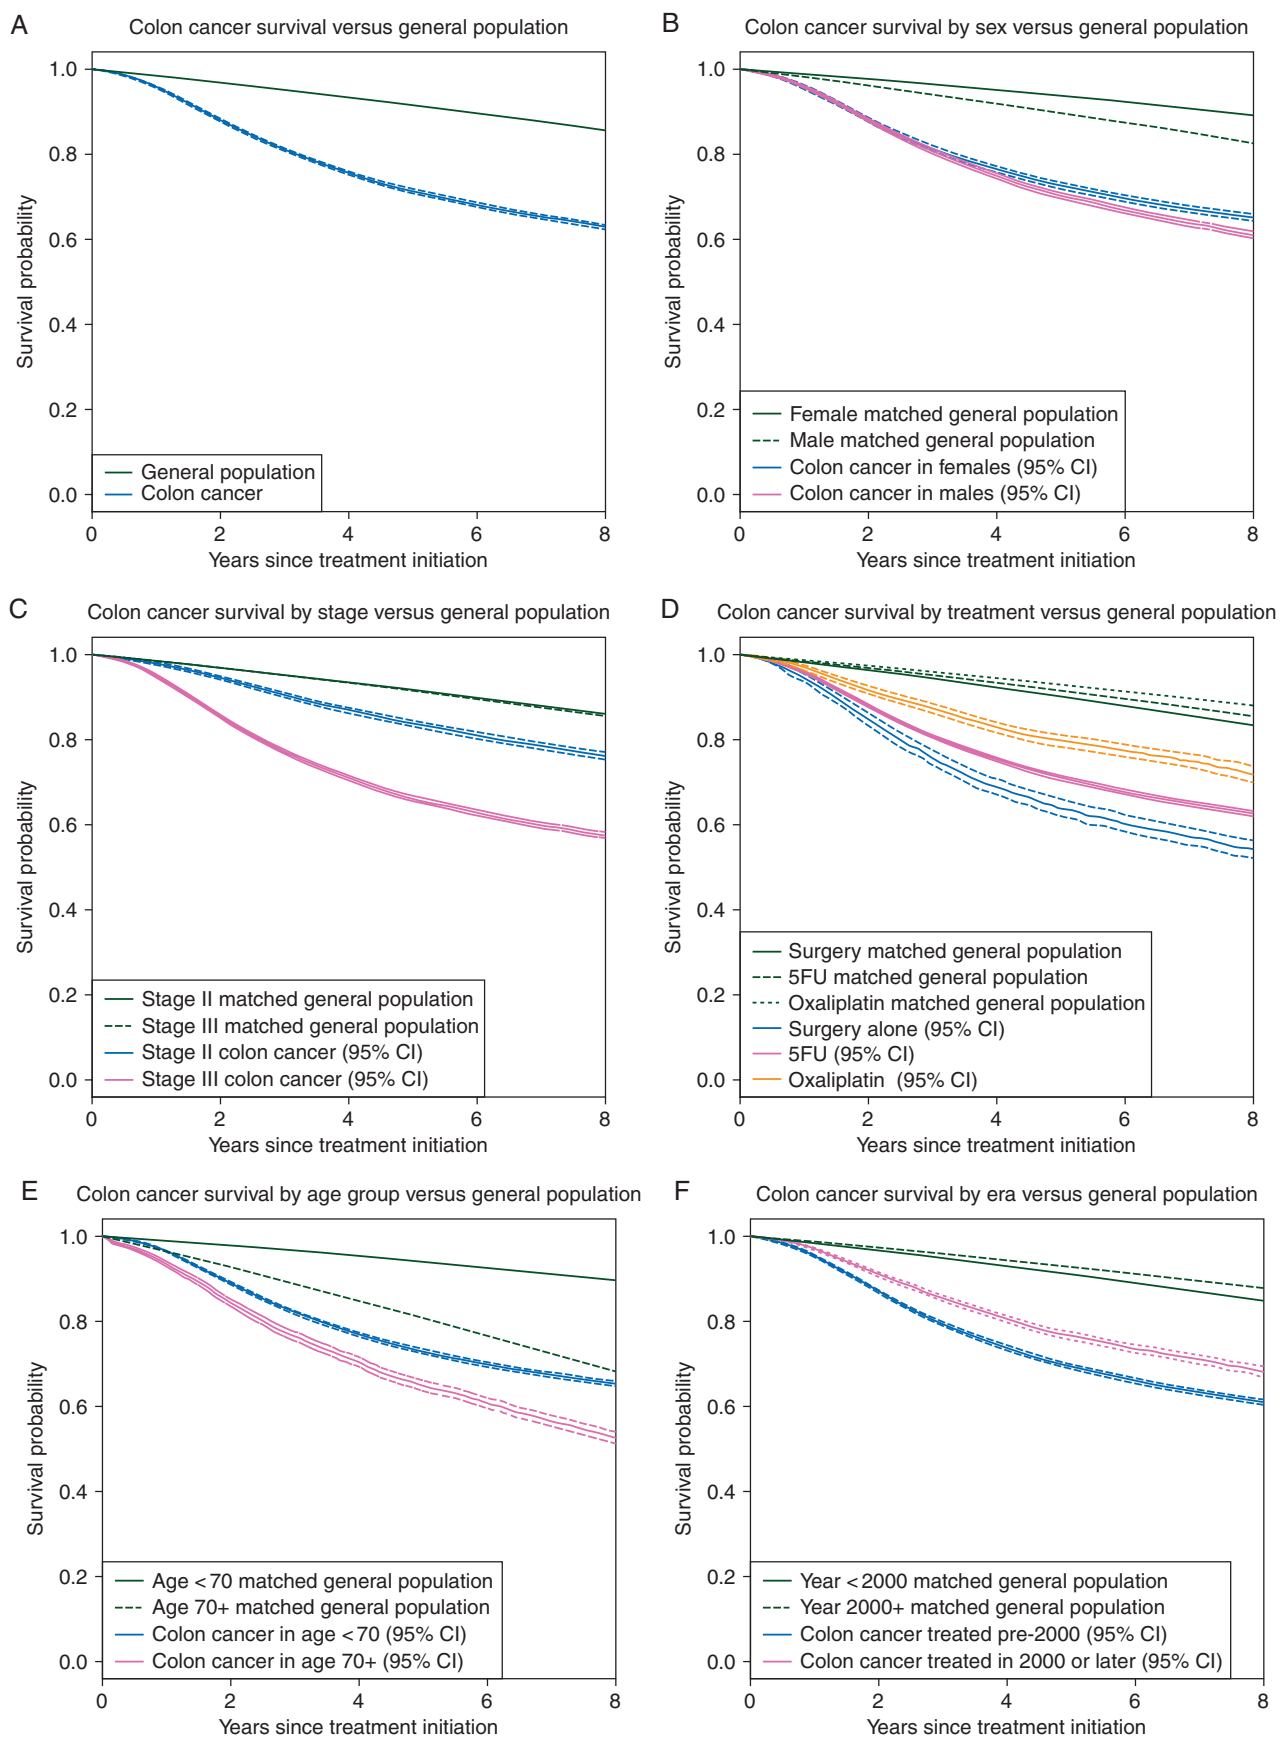 A
Colon cancer survival versus general population
Survival probability
1.0
0.8
0.6
0.4
0.2
0.0
General population
Colon cancer
0 2 4 6 8
Years since treatment initiation
B
Colon cancer survival by sex versus general population
Survival probability
1.0
0.8
0.6
0.4
0.2
0.0
Female matched general population
Male matched general population
Colon cancer in females (95% CI)
Colon cancer in males (95% CI)
0 2 4 6 8
Years since treatment initiation
C
Colon cancer survival by stage versus general population
Survival probability
1.0
0.8
0.6
0.4
0.2
0.0
Stage II matched general population
Stage III matched general population
Stage II colon cancer (95% CI)
Stage III colon cancer (95% CI)
0 2 4 6 8
Years since treatment initiation
D
Colon cancer survival by treatment versus general population
Survival probability
1.0
0.8
0.6
0.4
0.2
0.0
Surgery matched general population
5FU matched general population
Oxaliplatin matched general population
Surgery alone (95% CI)
5FU (95% CI)
Oxaliplatin (95% CI)
0 2 4 6 8
Years since treatment initiation
E
Colon cancer survival by age group versus general population
Survival probability
1.0
0.8
0.6
0.4
0.2
0.0
Age <70 matched general population
Age 70+ matched general population
Colon cancer in age <70 (95% CI)
Colon cancer in age 70+ (95% CI)
0 2 4 6 8
Years since treatment initiation
F
Colon cancer survival by era versus general population
Survival probability
1.0
0.8
0.6
0.4
0.2
0.0
Year <2000 matched general population
Year 2000+ matched general population
Colon cancer treated pre-2000 (95% CI)
Colon cancer treated in 2000 or later (95% CI)
0 2 4 6 8
Years since treatment initiation